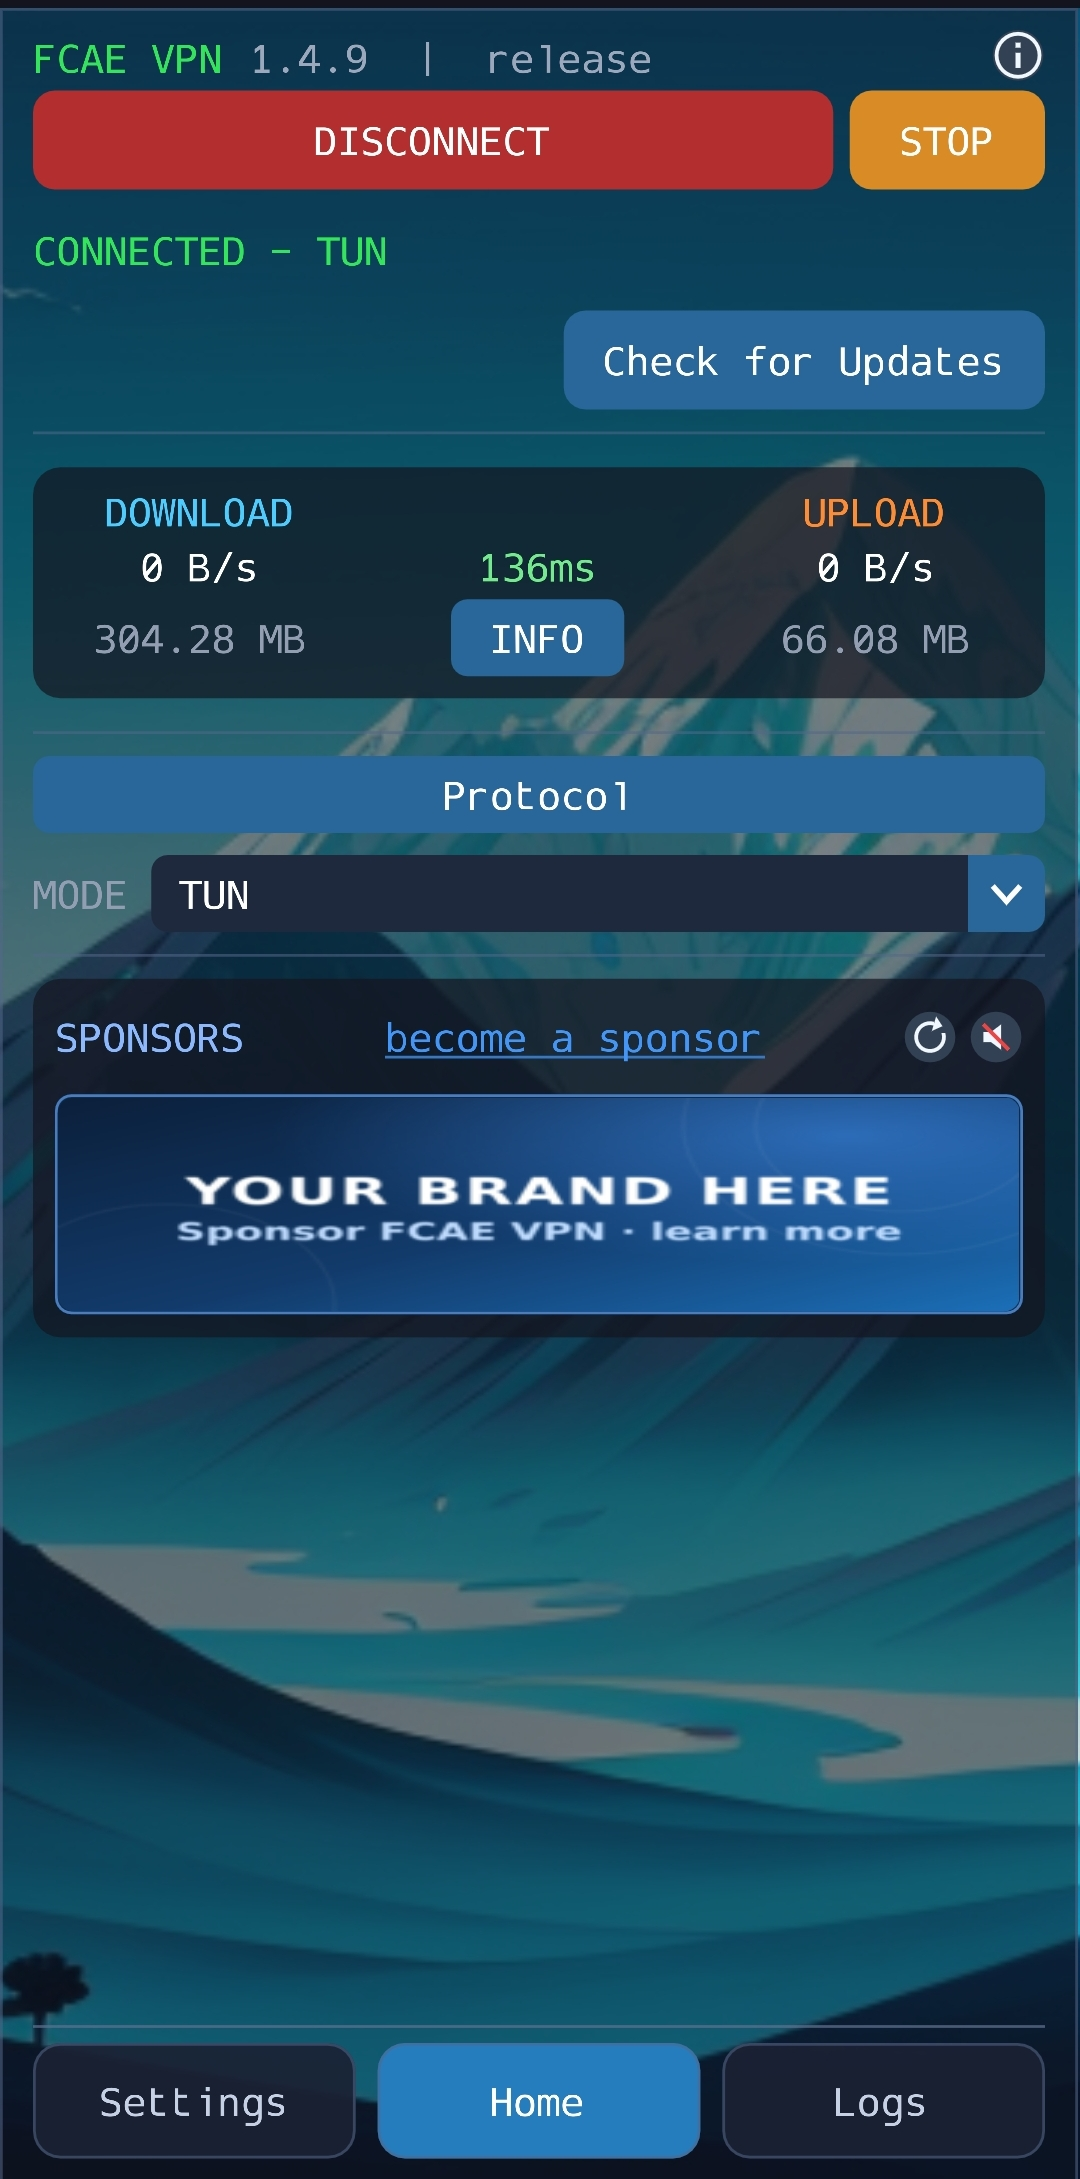 FCAE VPN 1.4.9 | release
DISCONNECT STOP
CONNECTED - TUN
Check for Updates
DOWNLOAD UPLOAD
0 B/s 136ms 0 B/s
304.28 MB INFO 66.08 MB
Protocol
MODE TUN
SPONSORS become a sponsor
YOUR BRAND HERE
Sponsor FCAE VPN · learn more
Settings Home Logs